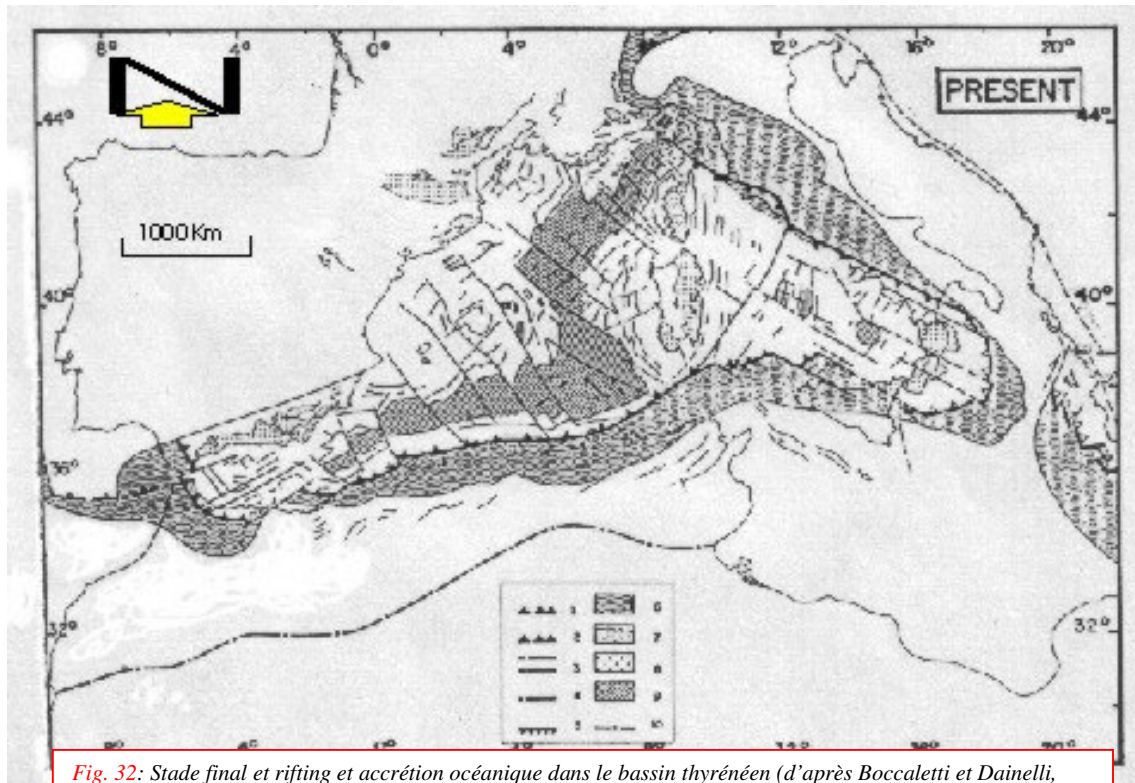 8° 4° 0° 4° 12° 16° 20°
PRESENT
44° 44°
1000 Km
40° 40°
36°
32° 32°
1 6
2 7
3 8
4 9
5 10
Fig. 32: Stade final et rifting et accrétion océanique dans le bassin thyrénéen (d'après Boccaletti et Dainelli,